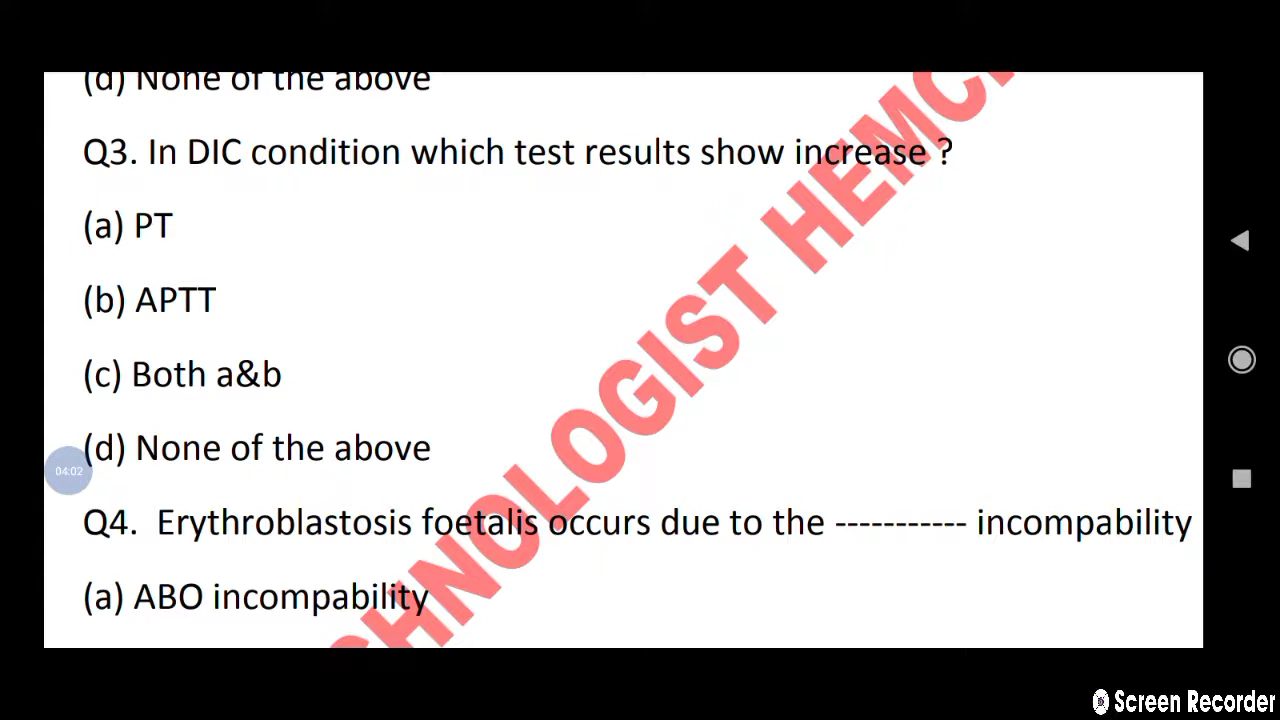 (d) None of the above
Q3. In DIC condition which test results show increase ?
(a) PT
(b) APTT
(c) Both a&b
(d) None of the above
04:02
Q4. Erythroblastosis foetalis occurs due to the ----------- incompability
(a) ABO incompability
HNOLOGIST HEMC
Screen Recorder